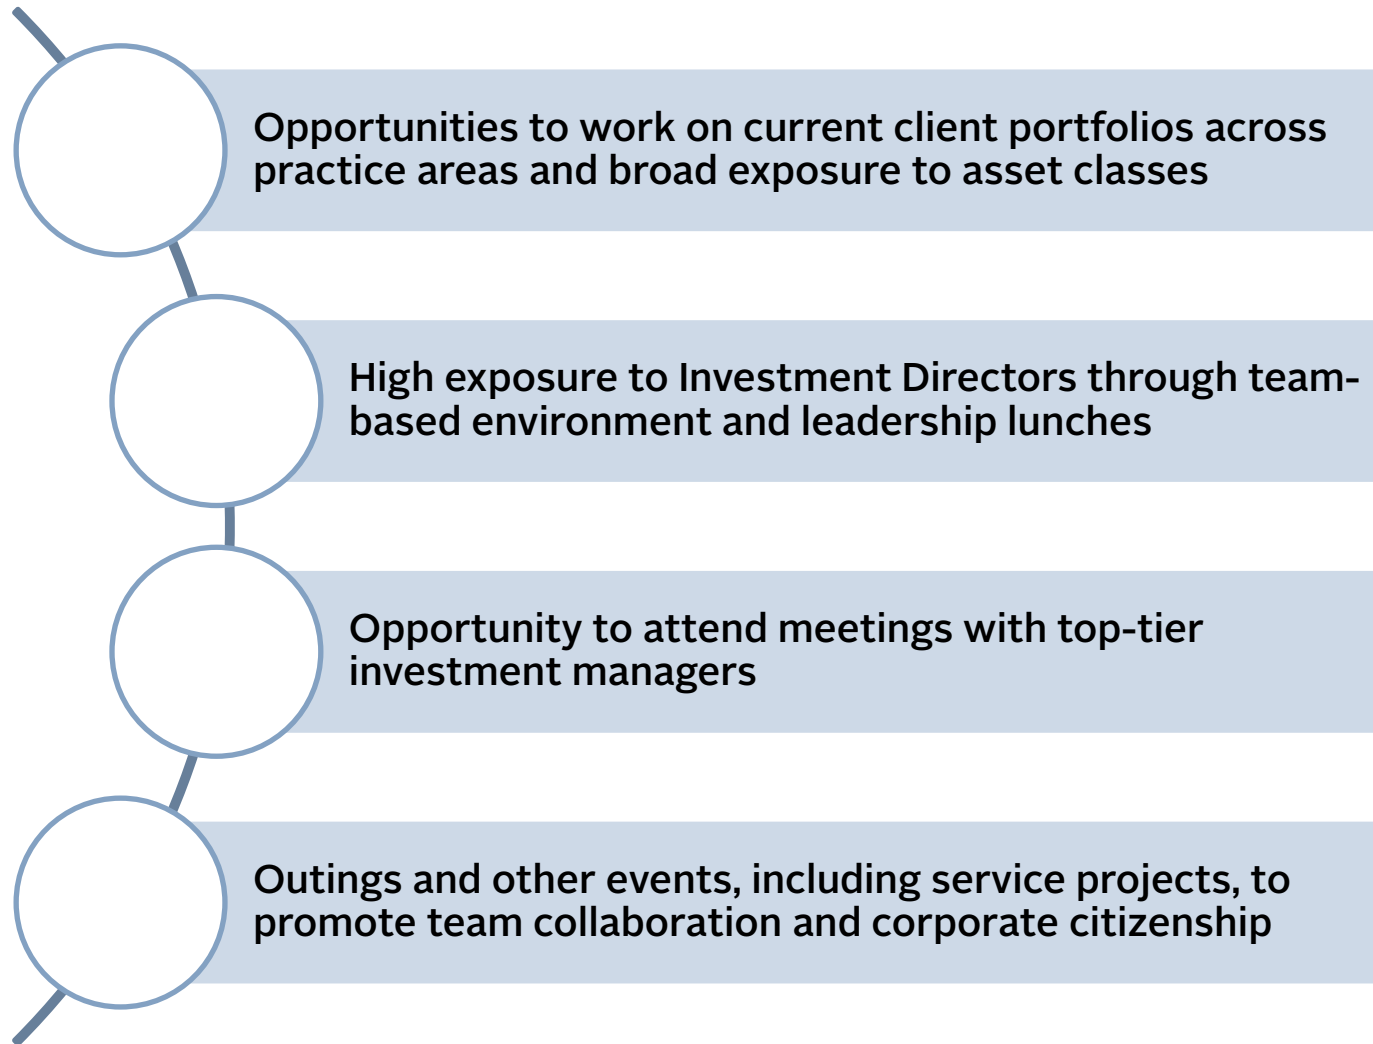 Opportunities to work on current client portfolios across
practice areas and broad exposure to asset classes
High exposure to Investment Directors through team-
based environment and leadership lunches
Opportunity to attend meetings with top-tier
investment managers
Outings and other events, including service projects, to
promote team collaboration and corporate citizenship